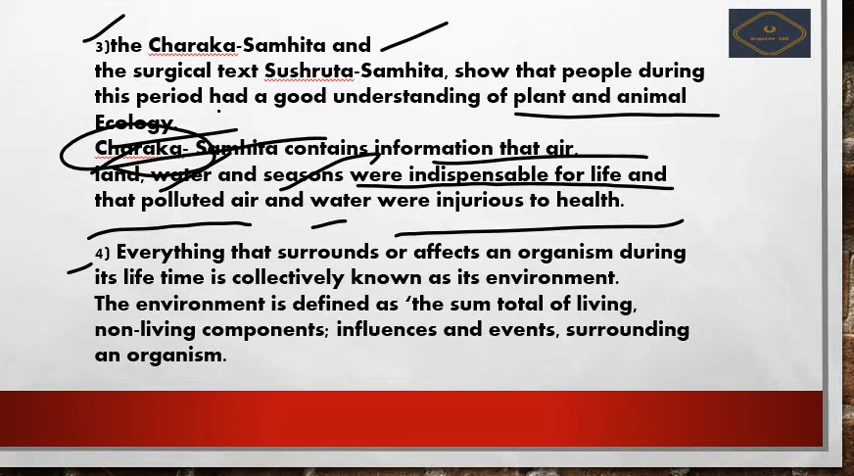 3)the Charaka-Samhita and
the surgical text Sushruta-Samhita, show that people during
this period had a good understanding of plant and animal
Ecology.
Charaka- Samhita contains information that air,
land, water and seasons were indispensable for life and
that polluted air and water were injurious to health.
4) Everything that surrounds or affects an organism during
its life time is collectively known as its environment.
The environment is defined as ‘the sum total of living,
non-living components; influences and events, surrounding
an organism.